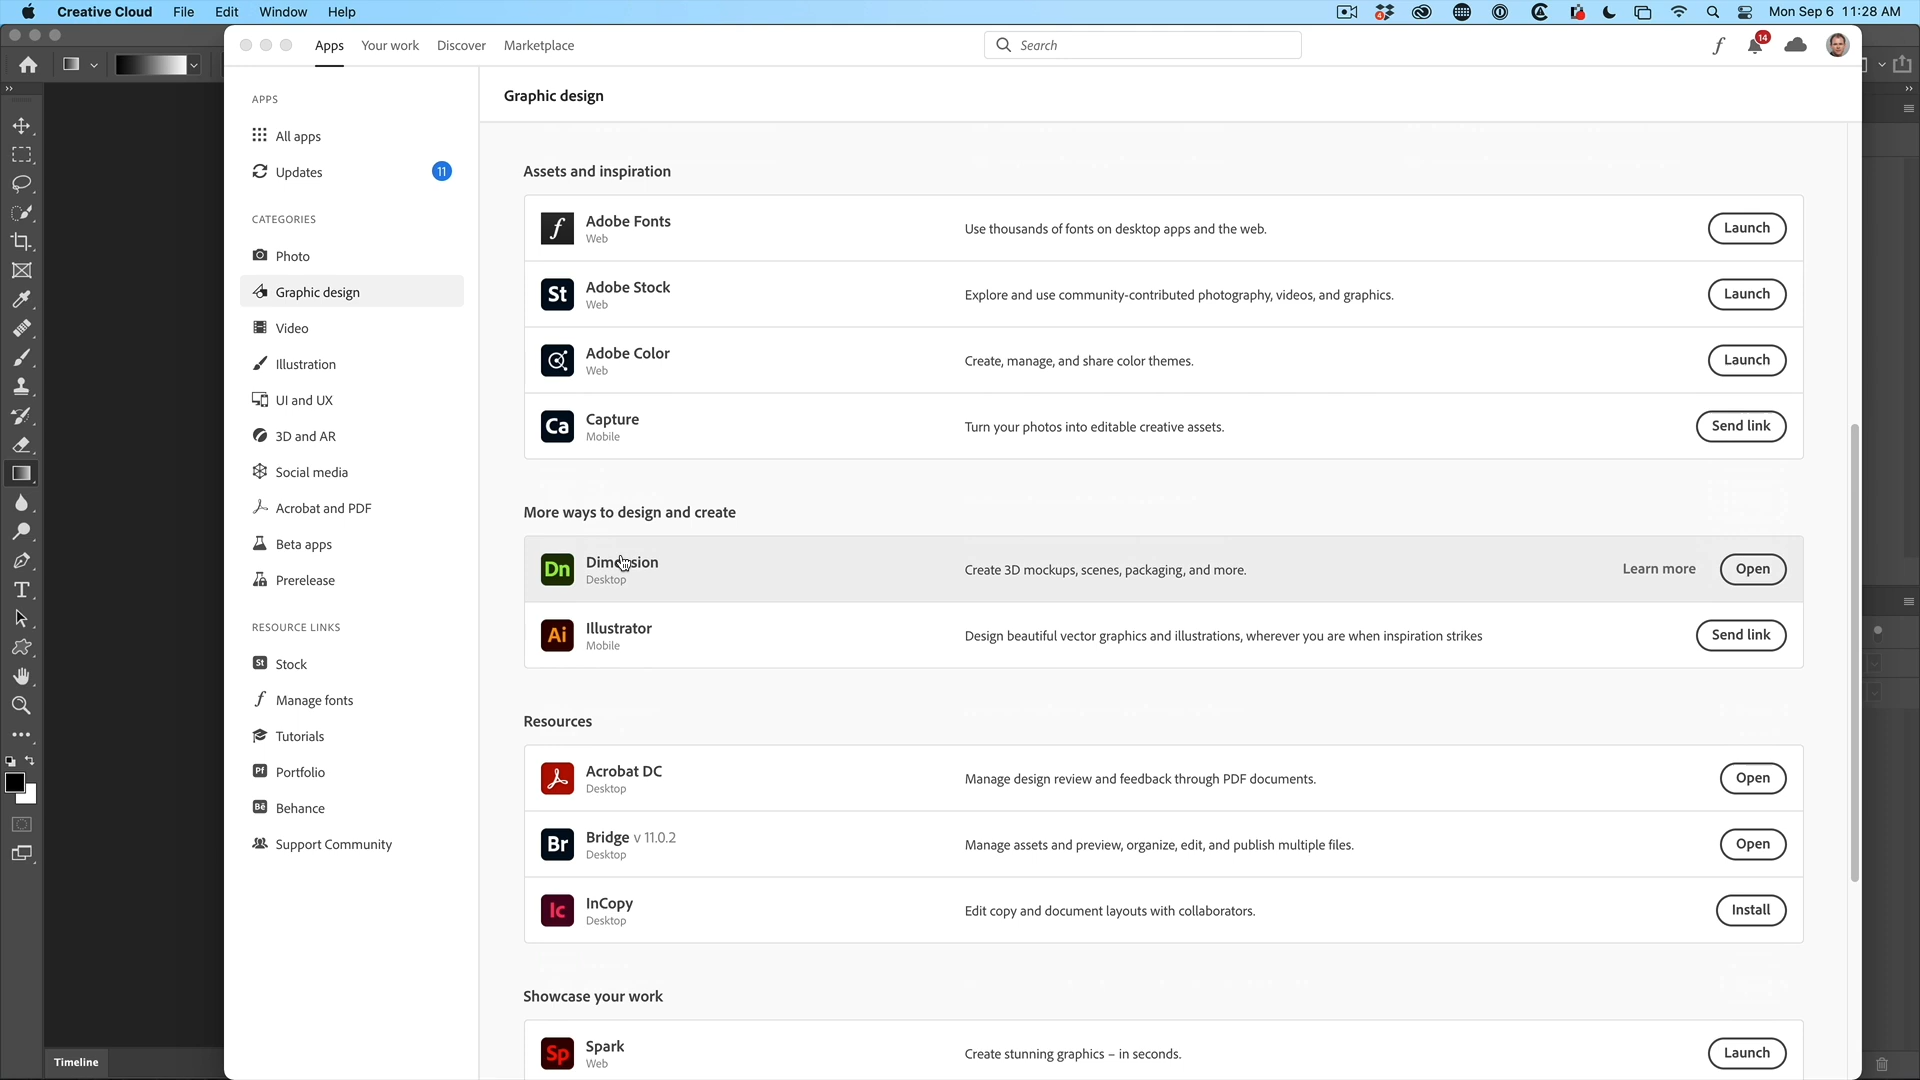 Creative Cloud File Edit Window Help
4
Mon Sep 6 11:28 AM
Apps Your work Discover Marketplace
Search
14
APPS
All apps
Updates 11
CATEGORIES
Photo
Graphic design
Video
Illustration
UI and UX
3D and AR
Social media
Acrobat and PDF
Beta apps
Prerelease
RESOURCE LINKS
St Stock
Manage fonts
Tutorials
Pf Portfolio
Bē Behance
Support Community
Graphic design
Assets and inspiration
Adobe Fonts
Web
Use thousands of fonts on desktop apps and the web.
Launch
St Adobe Stock
Web
Explore and use community-contributed photography, videos, and graphics.
Launch
Adobe Color
Web
Create, manage, and share color themes.
Launch
Ca Capture
Mobile
Turn your photos into editable creative assets.
Send link
More ways to design and create
Dn Dimension
Desktop
Create 3D mockups, scenes, packaging, and more.
Learn more
Open
Ai Illustrator
Mobile
Design beautiful vector graphics and illustrations, wherever you are when inspiration strikes
Send link
Resources
Acrobat DC
Desktop
Manage design review and feedback through PDF documents.
Open
Br Bridge v 11.0.2
Desktop
Manage assets and preview, organize, edit, and publish multiple files.
Open
Ic InCopy
Desktop
Edit copy and document layouts with collaborators.
Install
Showcase your work
Sp Spark
Web
Create stunning graphics – in seconds.
Launch
Timeline